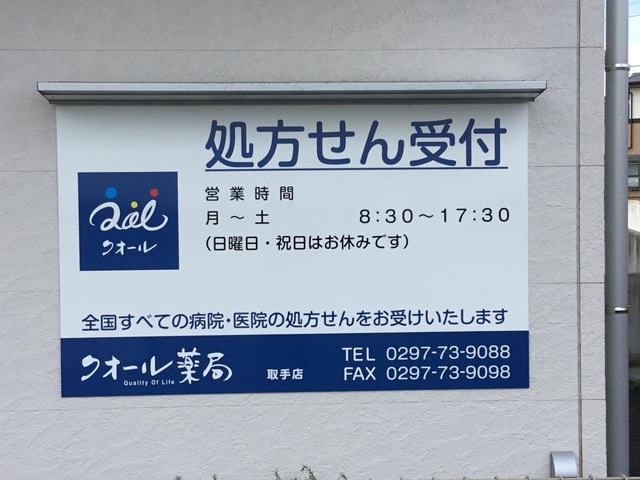 処方せん受付
営業時間
月～土 8:30～17:30
(日曜日・祝日はお休みです)
Qol
クオール
全国すべての病院・医院の処方せんをお受けいたします
クオール薬局 取手店
Quality Of Life
TEL 0297-73-9088
FAX 0297-73-9098